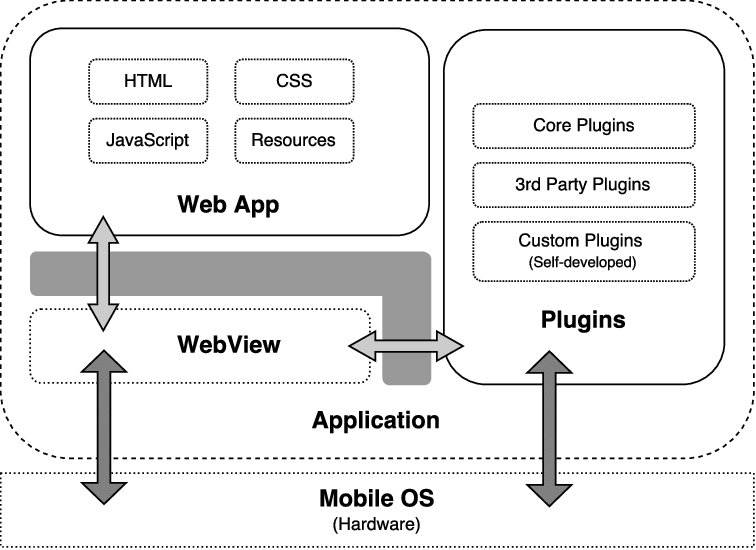 HTML
CSS
JavaScript
Resources
Web App
Core Plugins
3rd Party Plugins
Custom Plugins
(Self-developed)
Plugins
WebView
Application
Mobile OS
(Hardware)